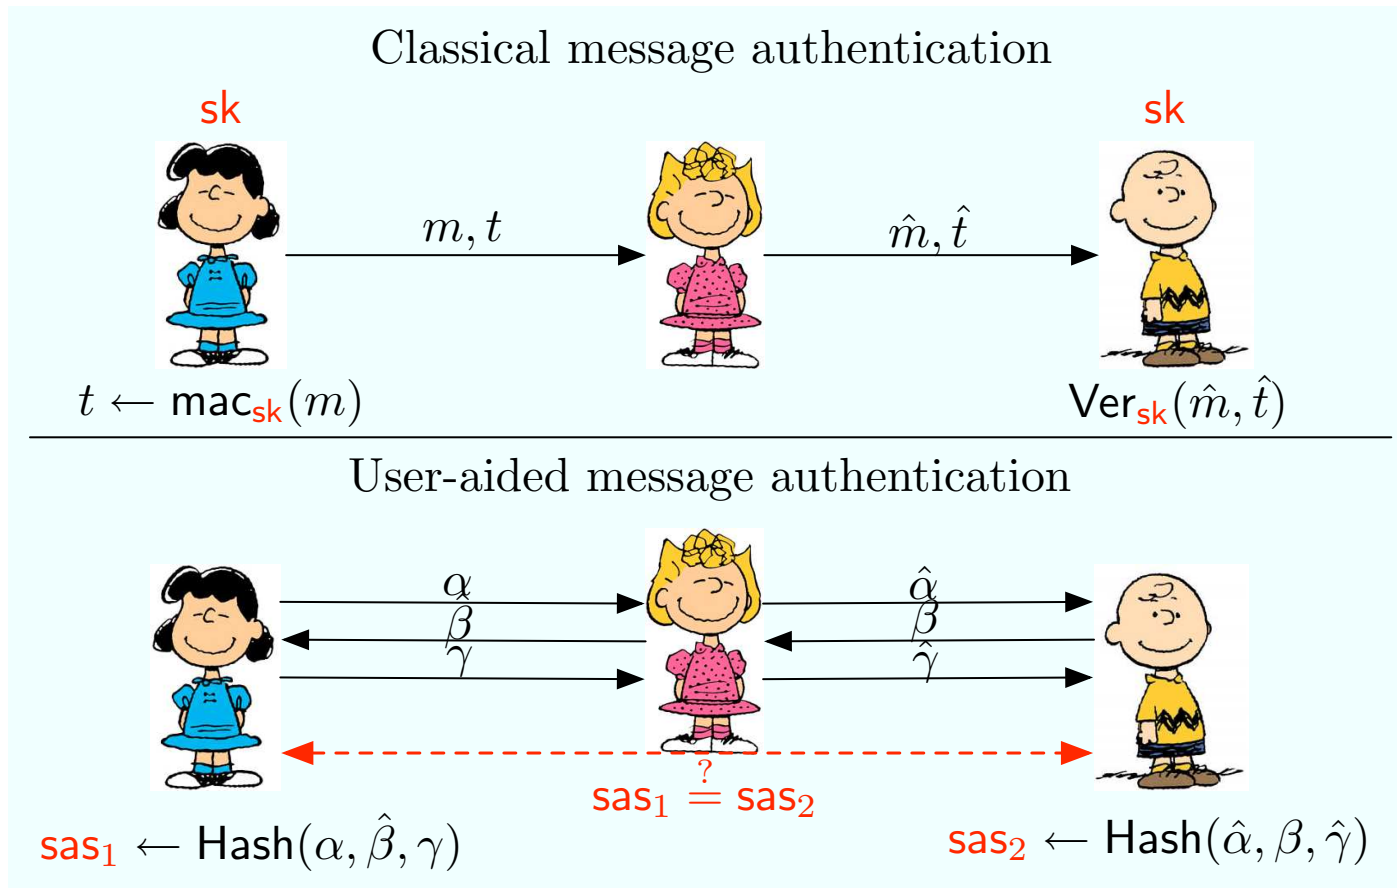 Classical message authentication
sk
sk
m, t
m̂, t̂
t ← mac_sk(m)
Ver_sk(m̂, t̂)
User-aided message authentication
α
α̂
β̂
β
γ
γ̂
sas₁ ≟ sas₂
sas₁ ← Hash(α, β̂, γ)
sas₂ ← Hash(α̂, β, γ̂)